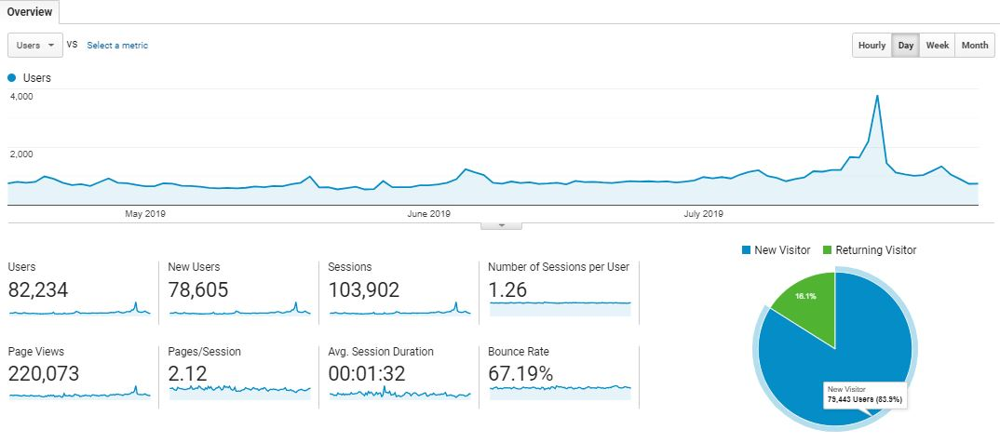 Overview
Users VS Select a metric Hourly Day Week Month
Users
4,000
2,000
May 2019 June 2019 July 2019
New Visitor Returning Visitor
Users New Users Sessions Number of Sessions per User
82,234 78,605 103,902 1.26
16.1%
Page Views Pages/Session Avg. Session Duration Bounce Rate
220,073 2.12 00:01:32 67.19%
New Visitor
79,443 Users (83.9%)